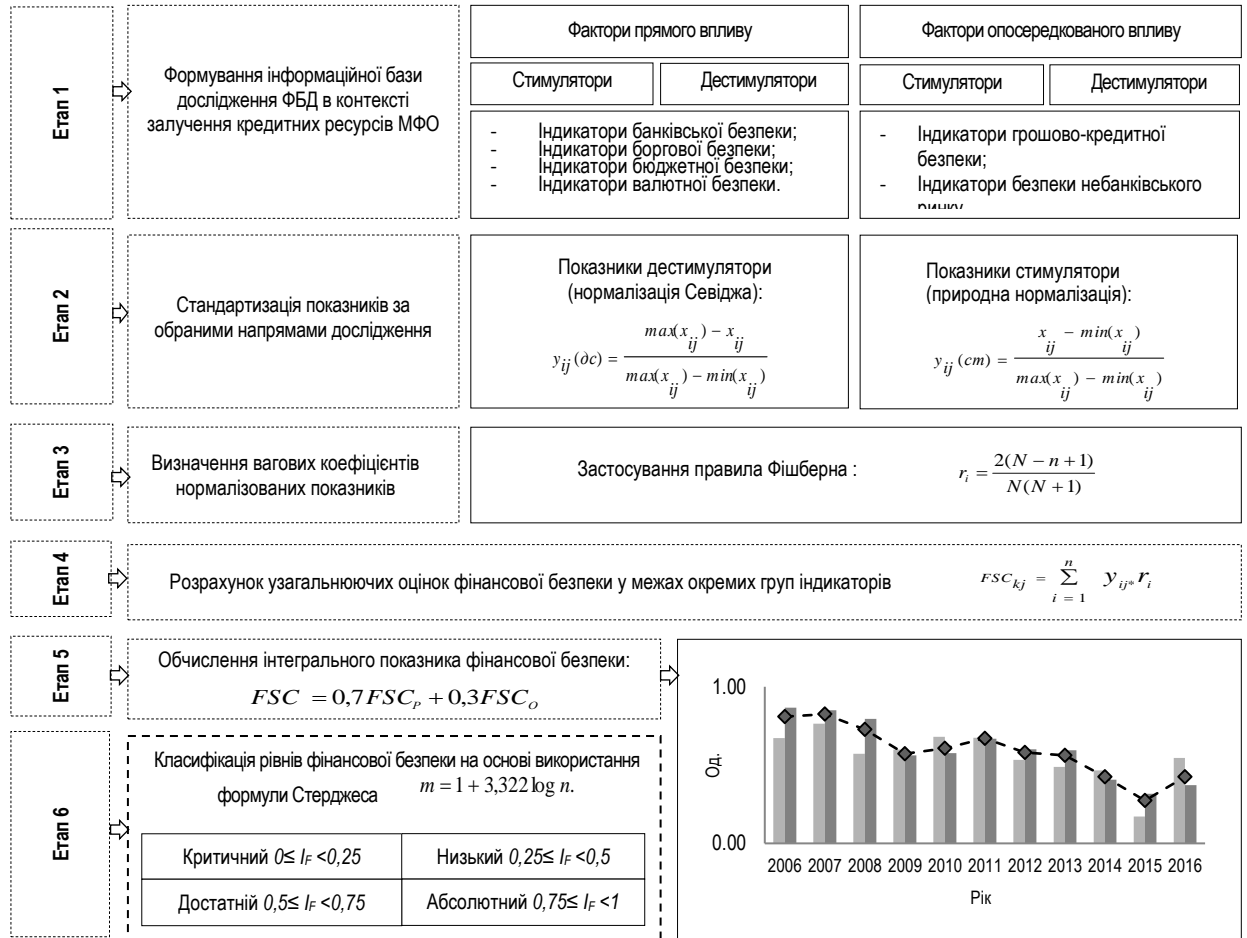 Етап 1
Формування інформаційної бази
дослідження ФБД в контексті
залучення кредитних ресурсів МФО
Фактори прямого впливу
Стимулятори
Дестимулятори
- Індикатори банківської безпеки;
- Індикатори боргової безпеки;
- Індикатори бюджетної безпеки;
- Індикатори валютної безпеки.
Фактори опосередкованого впливу
Стимулятори
Дестимулятори
- Індикатори грошово-кредитної
безпеки;
- Індикатори безпеки небанківського
ринку
Етап 2
Стандартизація показників за
обраними напрямами дослідження
Показники дестимулятори
(нормалізація Севіджа):
y_ij (дс) = (max(x_ij) − x_ij) / (max(x_ij) − min(x_ij))
Показники стимулятори
(природна нормалізація):
y_ij (ст) = (x_ij − min(x_ij)) / (max(x_ij) − min(x_ij))
Етап 3
Визначення вагових коефіцієнтів
нормалізованих показників
Застосування правила Фішберна : r_i = 2(N − n + 1) / N(N + 1)
Етап 4
Розрахунок узагальнюючих оцінок фінансової безпеки у межах окремих груп індикаторів FSC_kj = ∑_{i = 1}^{n} y_ij* r_i
Етап 5
Обчислення інтегрального показника фінансової безпеки:
FSC = 0,7FSC_P + 0,3FSC_O
Етап 6
Класифікація рівнів фінансової безпеки на основі використання
формули Стерджеса m = 1 + 3,322 log n.
Критичний 0≤ I_F <0,25
Низький 0,25≤ I_F <0,5
Достатній 0,5≤ I_F <0,75
Абсолютний 0,75≤ I_F <1
1.00
Од.
0.00
2006 2007 2008 2009 2010 2011 2012 2013 2014 2015 2016
Рік